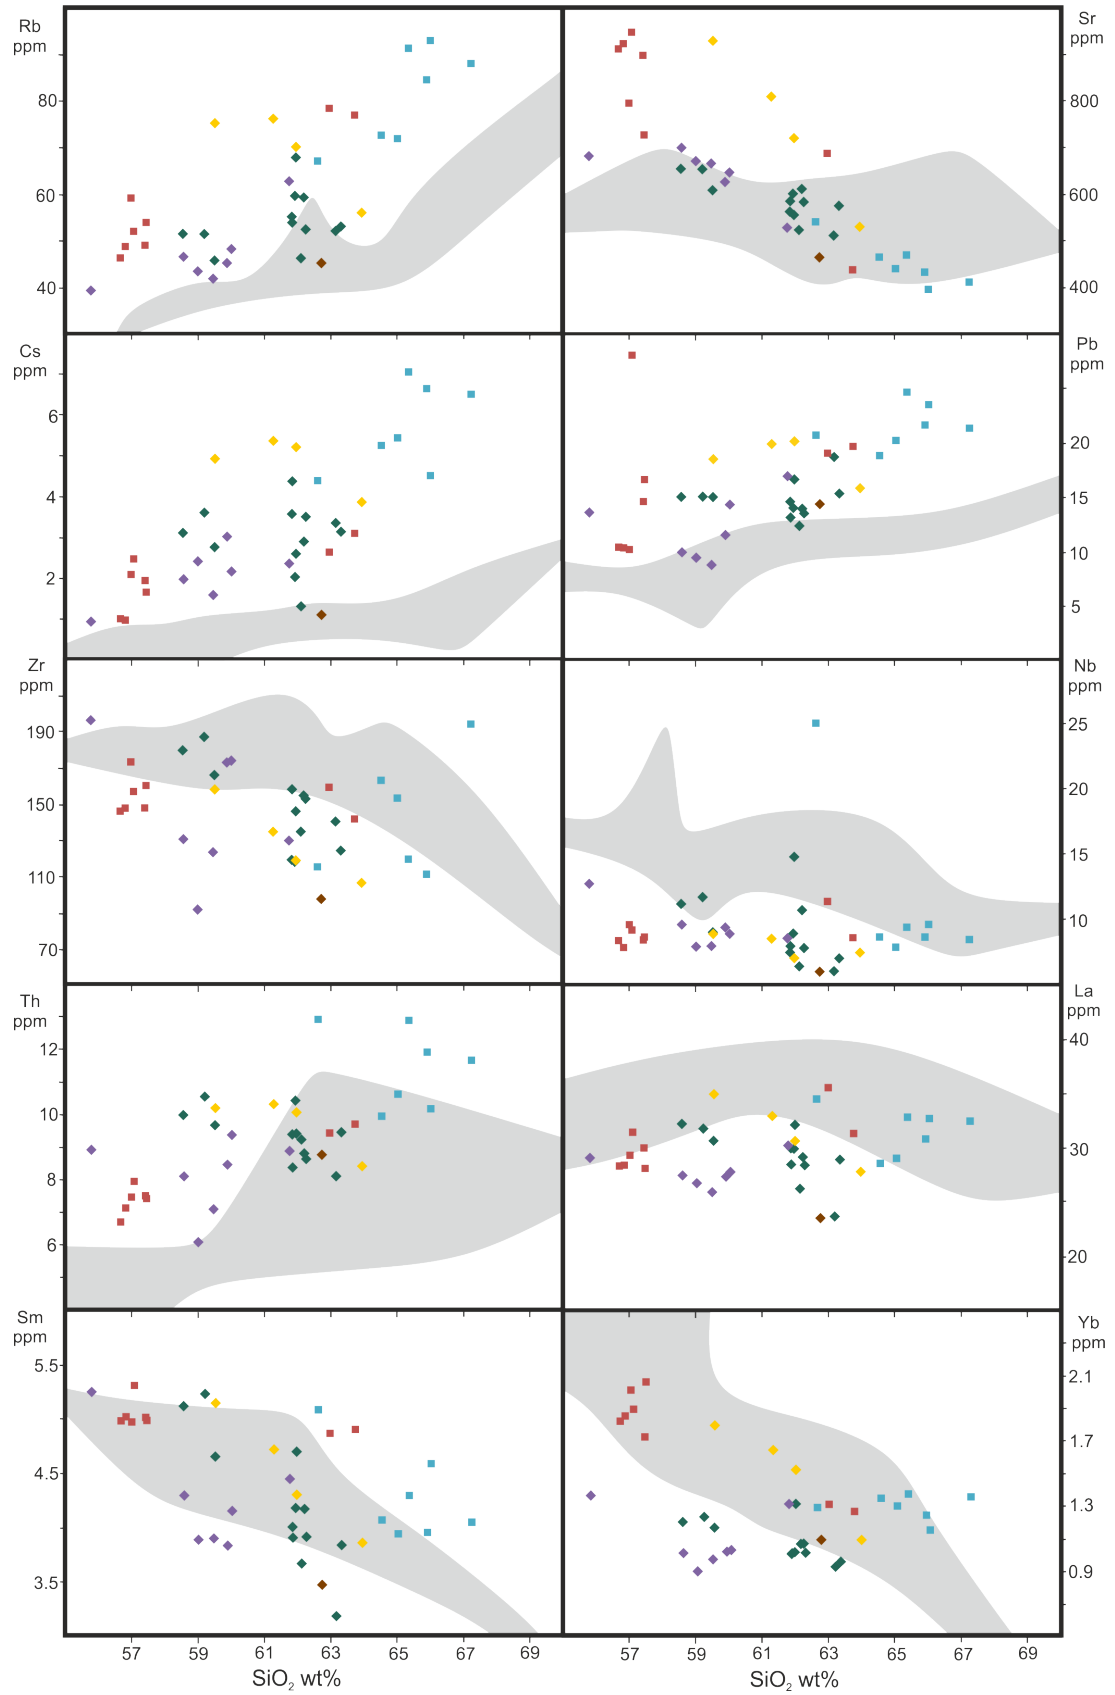 Rb
ppm
80
60
40
Sr
ppm
800
600
400
Cs
ppm
6
4
2
Pb
ppm
20
15
10
5
Zr
ppm
190
150
110
70
Nb
ppm
25
20
15
10
Th
ppm
12
10
8
6
La
ppm
40
30
20
Sm
ppm
5.5
4.5
3.5
Yb
ppm
2.1
1.7
1.3
0.9
57 59 61 63 65 67 69
57 59 61 63 65 67 69
SiO₂ wt%
SiO₂ wt%